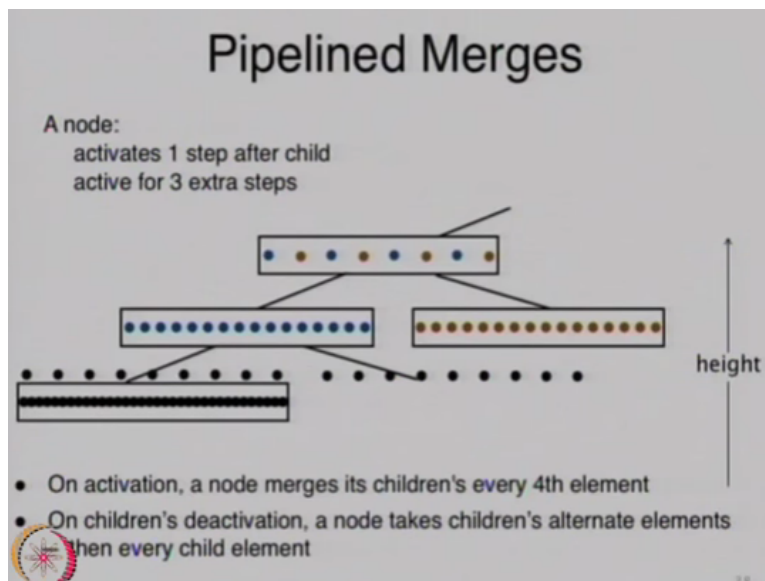 Pipelined Merges
A node:
activates 1 step after child
active for 3 extra steps
height
• On activation, a node merges its children's every 4th element
• On children's deactivation, a node takes children's alternate elements
then every child element